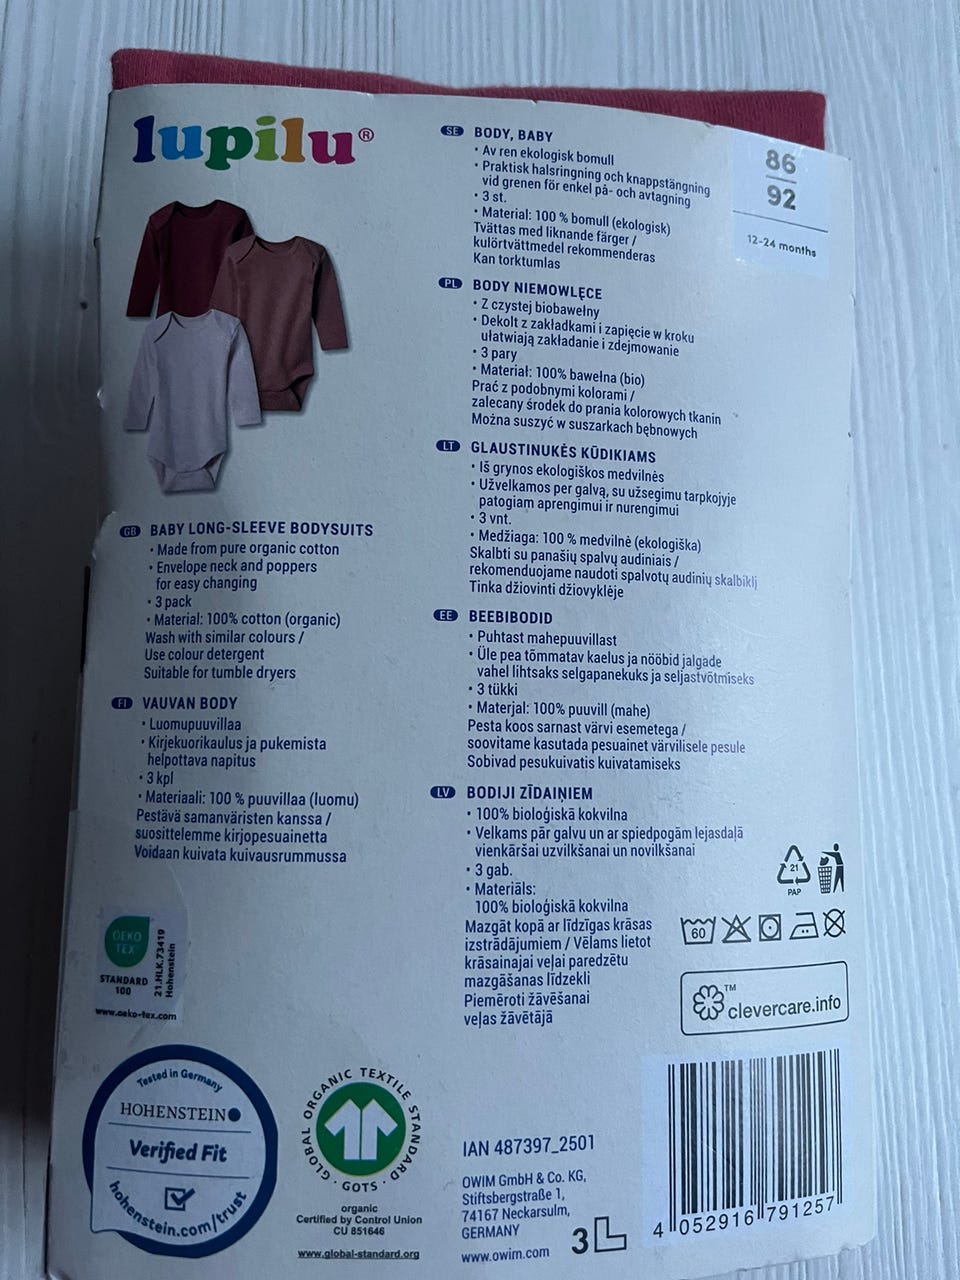 lupilu®
GB BABY LONG-SLEEVE BODYSUITS
• Made from pure organic cotton
• Envelope neck and poppers
for easy changing
• 3 pack
• Material: 100% cotton (organic)
Wash with similar colours /
Use colour detergent
Suitable for tumble dryers
FI VAUVAN BODY
• Luomupuuvillaa
• Kirjekuorikaulus ja pukemista
helpottava napitus
• 3 kpl
• Materiaali: 100 % puuvillaa (luomu)
Pestävä samanväristen kanssa /
suosittelemme kirjopesuainetta
Voidaan kuivata kuivausrummussa
OEKO
TEX
STANDARD
100
21.HLK.73419
Hohenstein
www.oeko-tex.com
Tested in Germany
HOHENSTEIN
Verified Fit
hohenstein.com/trust
GLOBAL ORGANIC TEXTILE STANDARD
· GOTS ·
organic
Certified by Control Union
CU 851646
www.global-standard.org
SE BODY, BABY
• Av ren ekologisk bomull
• Praktisk halsringning och knappstängning
vid grenen för enkel på- och avtagning
• 3 st.
• Material: 100 % bomull (ekologisk)
Tvättas med liknande färger /
kulörtvättmedel rekommenderas
Kan torktumlas
PL BODY NIEMOWLĘCE
• Z czystej biobawełny
• Dekolt z zakładkami i zapięcie w kroku
ułatwiają zakładanie i zdejmowanie
• 3 pary
• Materiał: 100% bawełna (bio)
Prać z podobnymi kolorami /
zalecany środek do prania kolorowych tkanin
Można suszyć w suszarkach bębnowych
LT GLAUSTINUKĖS KŪDIKIAMS
• Iš grynos ekologiškos medvilnės
• Užvelkamos per galvą, su užsegimu tarpkojyje
patogiam aprengimui ir nurengimui
• 3 vnt.
• Medžiaga: 100 % medvilnė (ekologiška)
Skalbti su panašių spalvų audiniais /
rekomenduojame naudoti spalvotų audinių skalbiklį
Tinka džiovinti džiovyklėje
EE BEEBIBODID
• Puhtast mahepuuvillast
• Üle pea tõmmatav kaelus ja nööbid jalgade
vahel lihtsaks selgapanekuks ja seljastvõtmiseks
• 3 tükki
• Materjal: 100% puuvill (mahe)
Pesta koos sarnast värvi esemetega /
soovitame kasutada pesuainet värvilisele pesule
Sobivad pesukuivatis kuivatamiseks
LV BODIJI ZĪDAIŅIEM
• 100% bioloģiskā kokvilna
• Velkams pār galvu un ar spiedpogām lejasdaļā
vienkāršai uzvilkšanai un novilkšanai
• 3 gab.
• Materiāls:
100% bioloģiskā kokvilna
Mazgāt kopā ar līdzīgas krāsas
izstrādājumiem / Vēlams lietot
krāsainajai veļai paredzētu
mazgāšanas līdzekli
Piemēroti žāvēšanai
veļas žāvētājā
86
92
12-24 months
21
PAP
60
™
clevercare.info
IAN 487397_2501
OWIM GmbH & Co. KG,
Stiftsbergstraße 1,
74167 Neckarsulm,
GERMANY
www.owim.com
3L
4 052916 791257